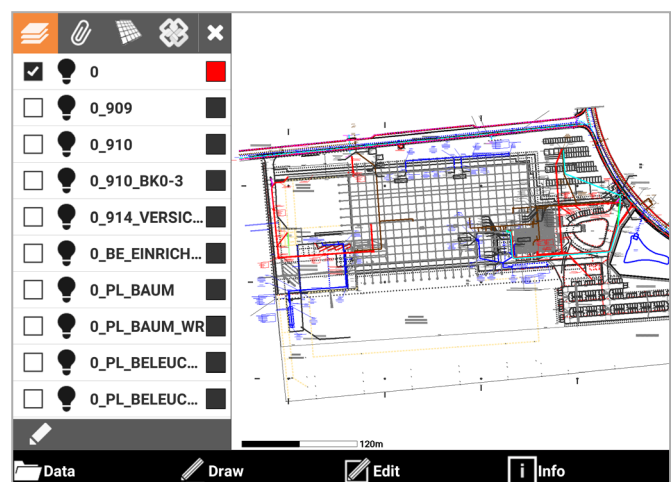 0
0_909
0_910
0_910_BK0-3
0_914_VERSIC...
0_BE_EINRICH...
0_PL_BAUM
0_PL_BAUM_WR
0_PL_BELEUC...
0_PL_BELEUC...
120m
Data
Draw
Edit
Info